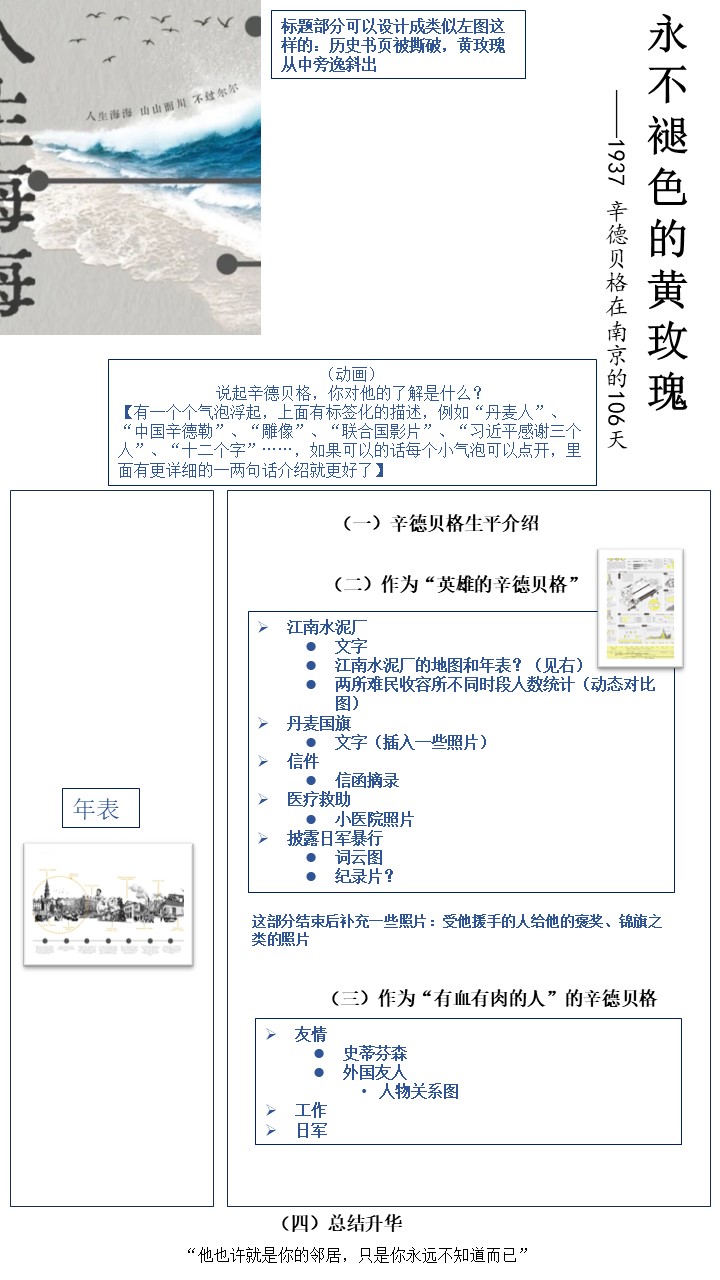 人生海海
人生海海 山山而川 不过尔尔
标题部分可以设计成类似左图这
样的：历史书页被撕破，黄玫瑰
从中旁逸斜出
永不褪色的黄玫瑰
——1937 辛德贝格在南京的106天
（动画）
说起辛德贝格，你对他的了解是什么？
【有一个个气泡浮起，上面有标签化的描述，例如“丹麦人”、
“中国辛德勒”、“雕像”、“联合国影片”、“习近平感谢三个
人”、“十二个字”……，如果可以的话每个小气泡可以点开，里
面有更详细的一两句话介绍就更好了】
年表
（一）辛德贝格生平介绍
（二）作为“英雄的辛德贝格”
江南水泥厂
文字
江南水泥厂的地图和年表？（见右）
两所难民收容所不同时段人数统计（动态对比
图）
丹麦国旗
文字（插入一些照片）
信件
信函摘录
医疗救助
小医院照片
披露日军暴行
词云图
纪录片？
这部分结束后补充一些照片：受他援手的人给他的褒奖、锦旗之
类的照片
（三）作为“有血有肉的人”的辛德贝格
友情
史蒂芬森
外国友人
人物关系图
工作
日军
（四）总结升华
“他也许就是你的邻居，只是你永远不知道而已”